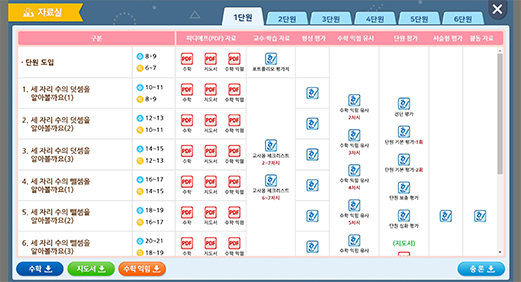 자료실
1단원 2단원 3단원 4단원 5단원 6단원
구분 피디에프(PDF) 자료 교수·학습 자료 형성 평가 수학 익힘 유사 단원 평가 서술형 평가 활동 자료
· 단원 도입 8~9 6~7
PDF PDF PDF
수학 지도서 수학 익힘 포트폴리오 평가지
1. 세 자리 수의 덧셈을
알아볼까요(1)
10~11
8~9
PDF PDF PDF
수학 지도서 수학 익힘
수학 익힘 유사
2차시
진단 평가
2. 세 자리 수의 덧셈을
알아볼까요(2)
12~13
10~11
PDF PDF PDF
수학 지도서 수학 익힘
수학 익힘 유사
3차시
단원 기본 평가-1회
3. 세 자리 수의 덧셈을
알아볼까요(3)
14~15
12~13
PDF PDF PDF
수학 지도서 수학 익힘
교사용 체크리스트
2~7차시
수학 익힘 유사
4차시
단원 기본 평가-2회
4. 세 자리 수의 뺄셈을
알아볼까요(1)
16~17
14~15
PDF PDF PDF
수학 지도서 수학 익힘
교사용 체크리스트
6~7차시
수학 익힘 유사
5차시
단원 보충 평가
5. 세 자리 수의 뺄셈을
알아볼까요(2)
18~19
16~17
PDF PDF PDF
수학 지도서 수학 익힘
단원 심화 평가
6. 세 자리 수의 뺄셈을
알아볼까요(3)
20~21
18~19
PDF PDF PDF
수학 지도서 수학 익힘
수학 익힘 유사
(지도서)
수학 지도서 수학 익힘 총론